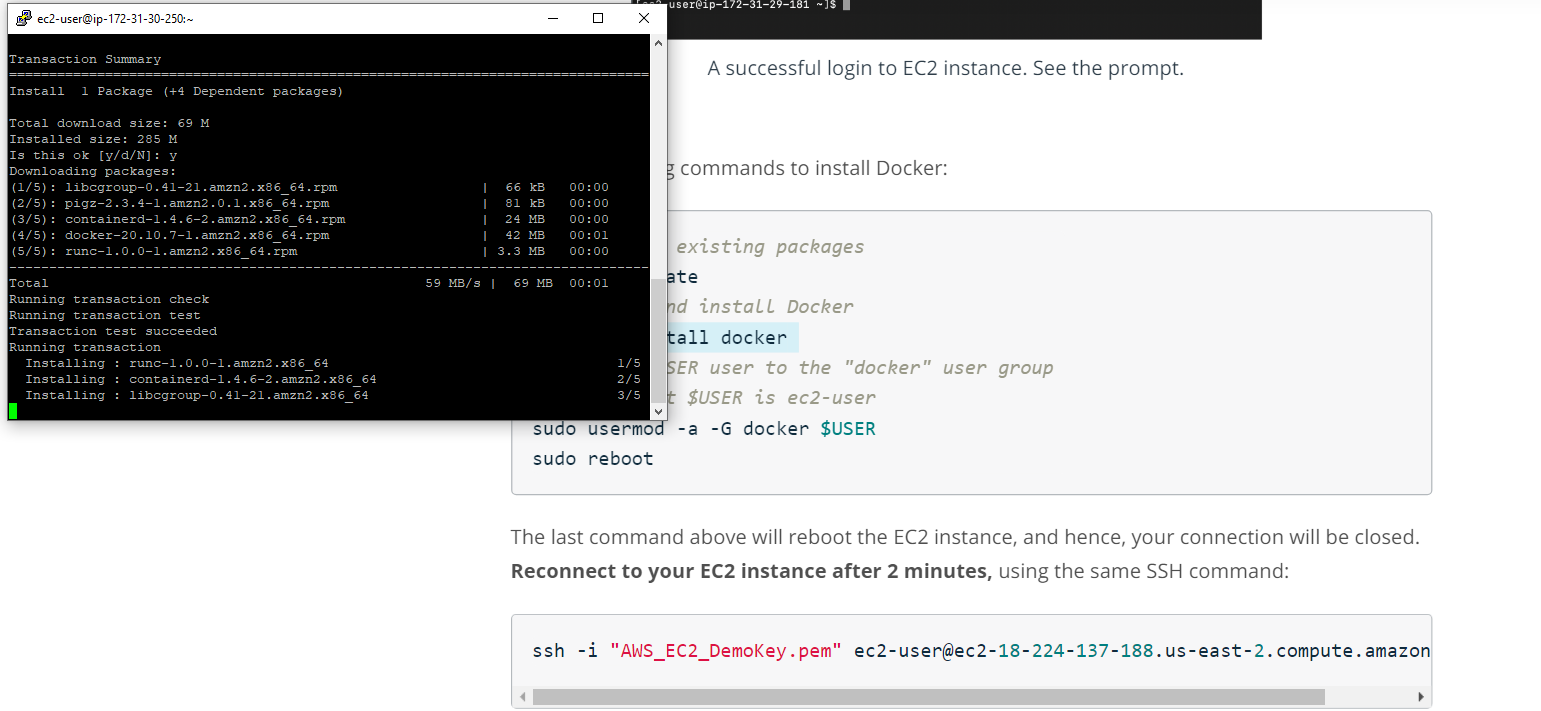 ec2-user@ip-172-31-30-250:~
Transaction Summary
================================================================================
Install  1 Package (+4 Dependent packages)
Total download size: 69 M
Installed size: 285 M
Is this ok [y/d/N]: y
Downloading packages:
(1/5): libcgroup-0.41-21.amzn2.x86_64.rpm | 66 kB 00:00
(2/5): pigz-2.3.4-1.amzn2.0.1.x86_64.rpm | 81 kB 00:00
(3/5): containerd-1.4.6-2.amzn2.x86_64.rpm | 24 MB 00:00
(4/5): docker-20.10.7-1.amzn2.x86_64.rpm | 42 MB 00:01
(5/5): runc-1.0.0-1.amzn2.x86_64.rpm | 3.3 MB 00:00
--------------------------------------------------------------------------------
Total 59 MB/s | 69 MB 00:01
Running transaction check
Running transaction test
Transaction test succeeded
Running transaction
Installing : runc-1.0.0-1.amzn2.x86_64 1/5
Installing : containerd-1.4.6-2.amzn2.x86_64 2/5
Installing : libcgroup-0.41-21.amzn2.x86_64 3/5
user@ip-172-31-29-181 ~]$
A successful login to EC2 instance. See the prompt.
g commands to install Docker:
existing packages
ate
nd install Docker
tall docker
SER user to the "docker" user group
t $USER is ec2-user
sudo usermod -a -G docker $USER
sudo reboot
The last command above will reboot the EC2 instance, and hence, your connection will be closed.
Reconnect to your EC2 instance after 2 minutes, using the same SSH command:
ssh -i "AWS_EC2_DemoKey.pem" ec2-user@ec2-18-224-137-188.us-east-2.compute.amazon